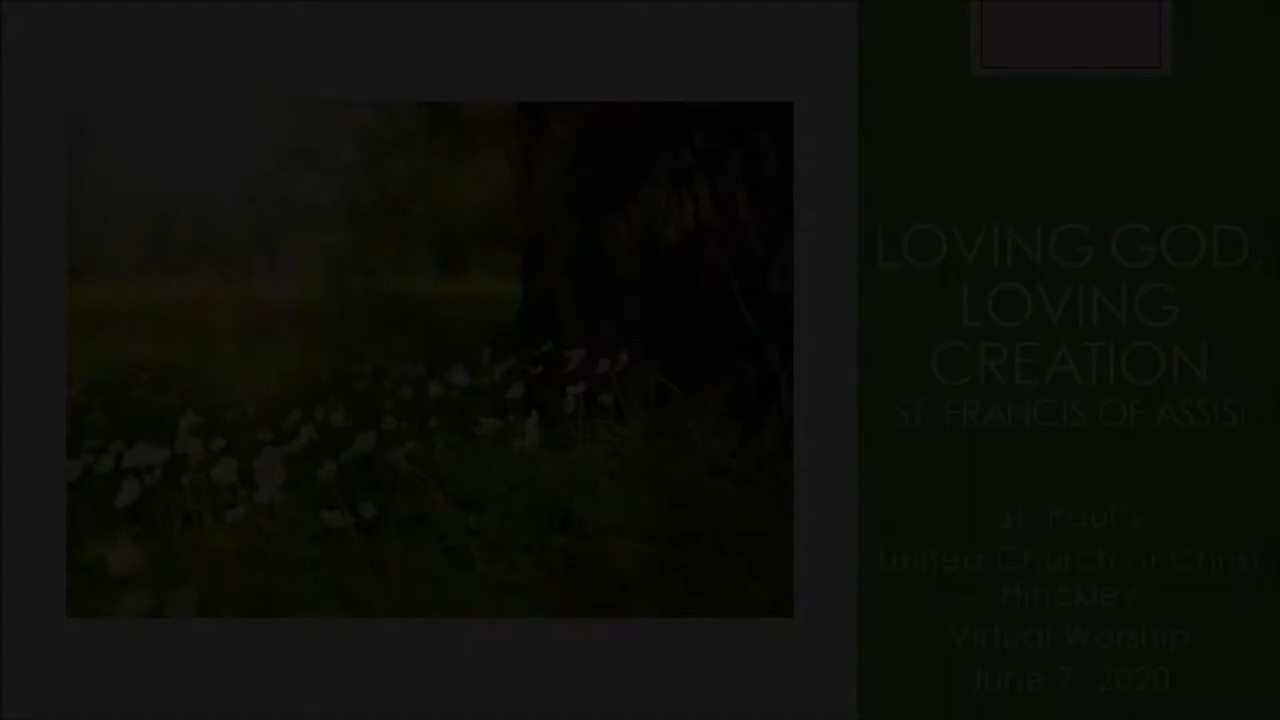 LOVING GOD,
LOVING
CREATION
ST. FRANCIS OF ASSISI
St. Paul's
United Church of Christ
Hinckley
Virtual Worship
June 7, 2020